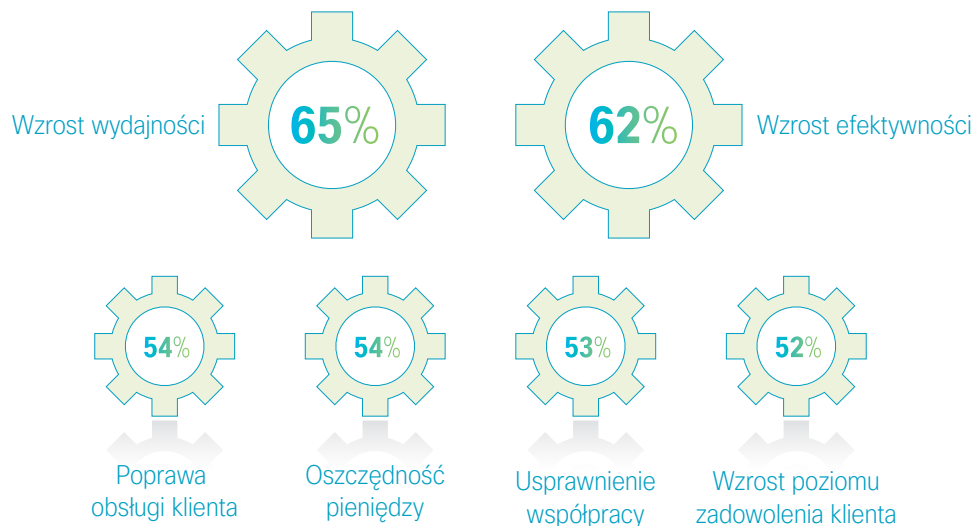 Wzrost wydajności
65%
62%
Wzrost efektywności
54%
54%
53%
52%
Poprawa
obsługi klienta
Oszczędność
pieniędzy
Usprawnienie
współpracy
Wzrost poziomu
zadowolenia klienta